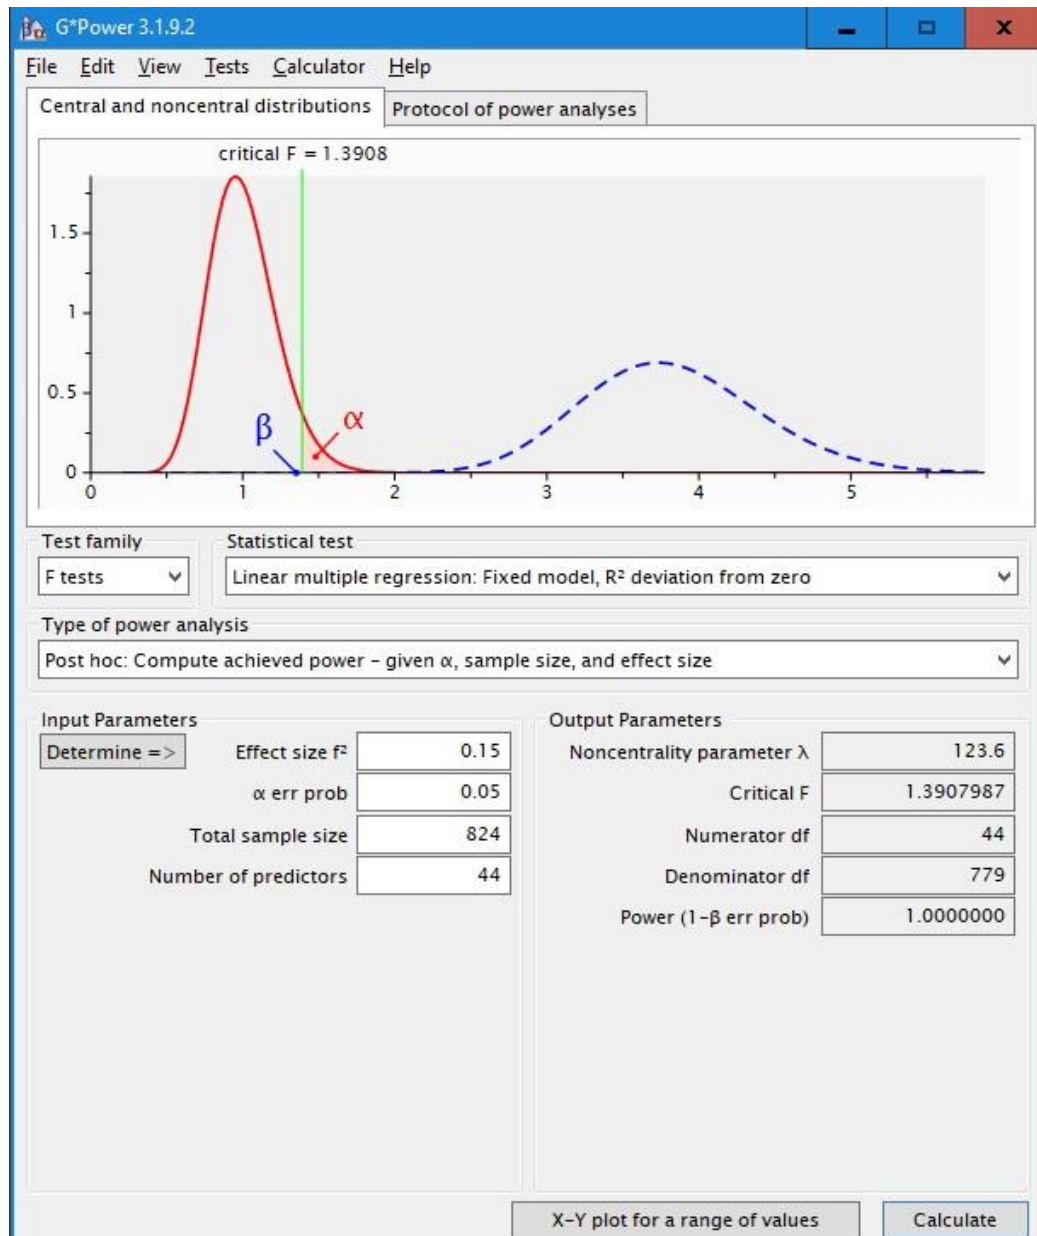 G*Power 3.1.9.2
File Edit View Tests Calculator Help
Central and noncentral distributions
Protocol of power analyses
critical F = 1.3908
1.5
1
0.5
0
β
α
0 1 2 3 4 5
Test family
F tests
Statistical test
Linear multiple regression: Fixed model, R² deviation from zero
Type of power analysis
Post hoc: Compute achieved power – given α, sample size, and effect size
Input Parameters
Determine =>
Effect size f² 0.15
α err prob 0.05
Total sample size 824
Number of predictors 44
Output Parameters
Noncentrality parameter λ 123.6
Critical F 1.3907987
Numerator df 44
Denominator df 779
Power (1-β err prob) 1.0000000
X-Y plot for a range of values
Calculate